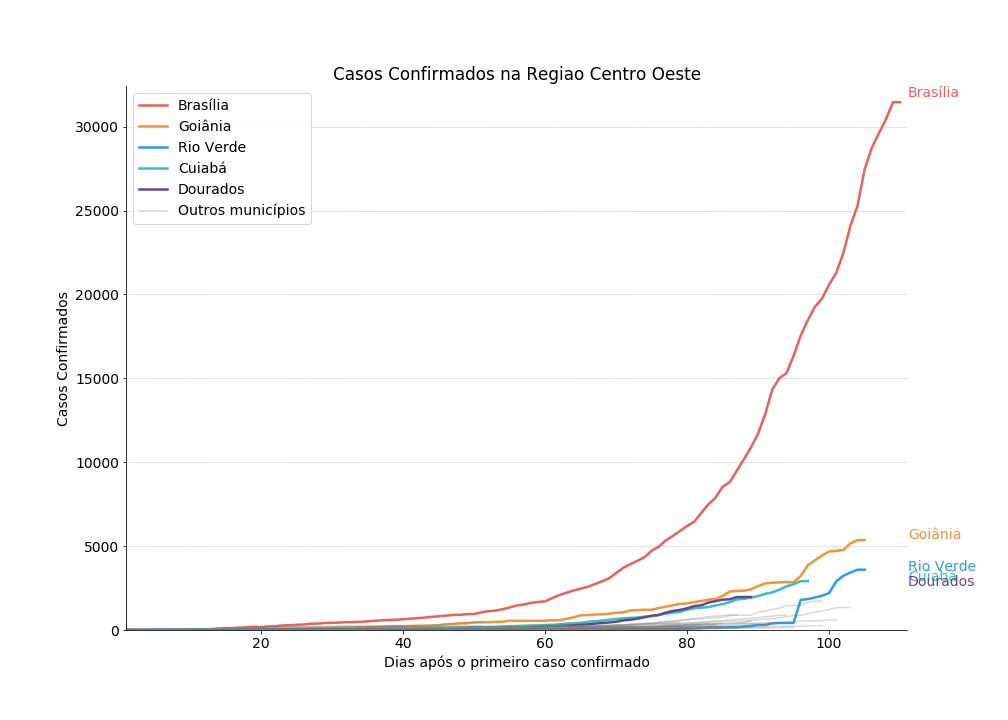 Casos Confirmados na Regiao Centro Oeste
Brasília
Goiânia
Rio Verde
Cuiabá
Dourados
Outros municípios
Casos Confirmados
30000
25000
20000
15000
10000
5000
0
20
40
60
80
100
Dias após o primeiro caso confirmado
Brasília
Goiânia
Rio Verde
Cuiabá
Dourados